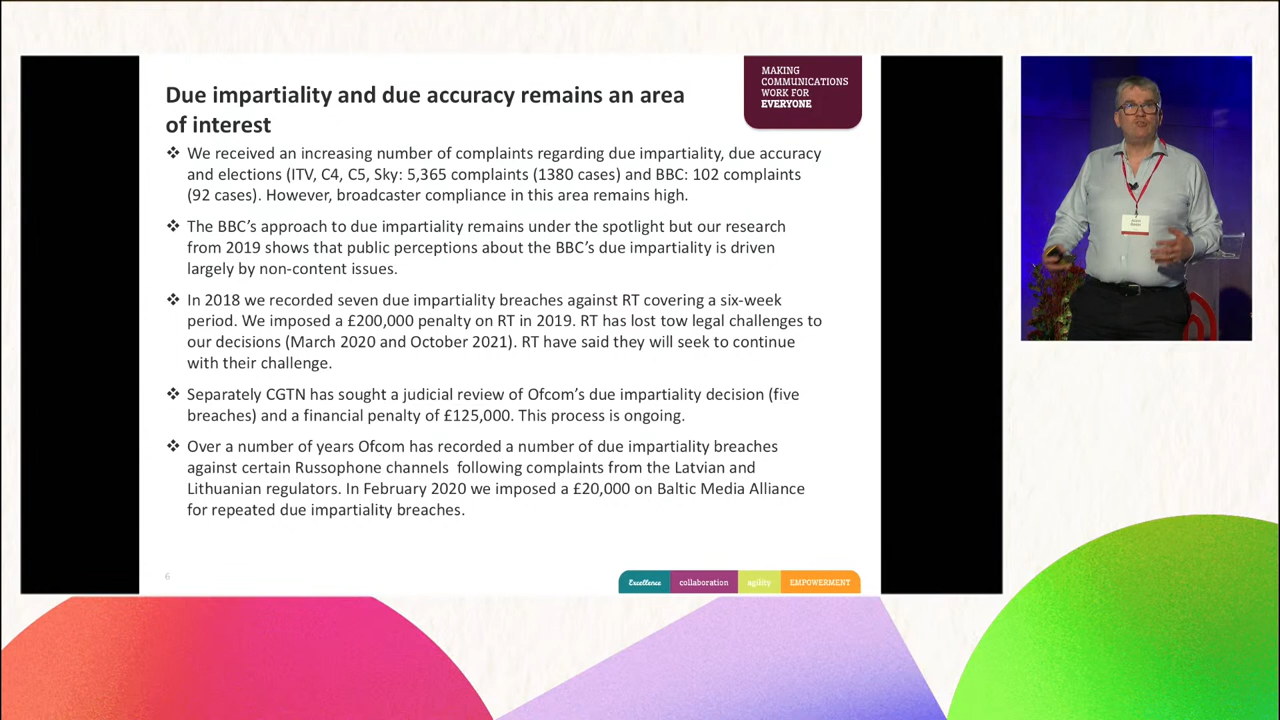 Due impartiality and due accuracy remains an area
of interest
MAKING
COMMUNICATIONS
WORK FOR
EVERYONE
❖ We received an increasing number of complaints regarding due impartiality, due accuracy
and elections (ITV, C4, C5, Sky: 5,365 complaints (1380 cases) and BBC: 102 complaints
(92 cases). However, broadcaster compliance in this area remains high.
❖ The BBC’s approach to due impartiality remains under the spotlight but our research
from 2019 shows that public perceptions about the BBC’s due impartiality is driven
largely by non-content issues.
❖ In 2018 we recorded seven due impartiality breaches against RT covering a six-week
period. We imposed a £200,000 penalty on RT in 2019. RT has lost tow legal challenges to
our decisions (March 2020 and October 2021). RT have said they will seek to continue
with their challenge.
❖ Separately CGTN has sought a judicial review of Ofcom’s due impartiality decision (five
breaches) and a financial penalty of £125,000. This process is ongoing.
❖ Over a number of years Ofcom has recorded a number of due impartiality breaches
against certain Russophone channels following complaints from the Latvian and
Lithuanian regulators. In February 2020 we imposed a £20,000 on Baltic Media Alliance
for repeated due impartiality breaches.
6
Excellence collaboration agility EMPOWERMENT